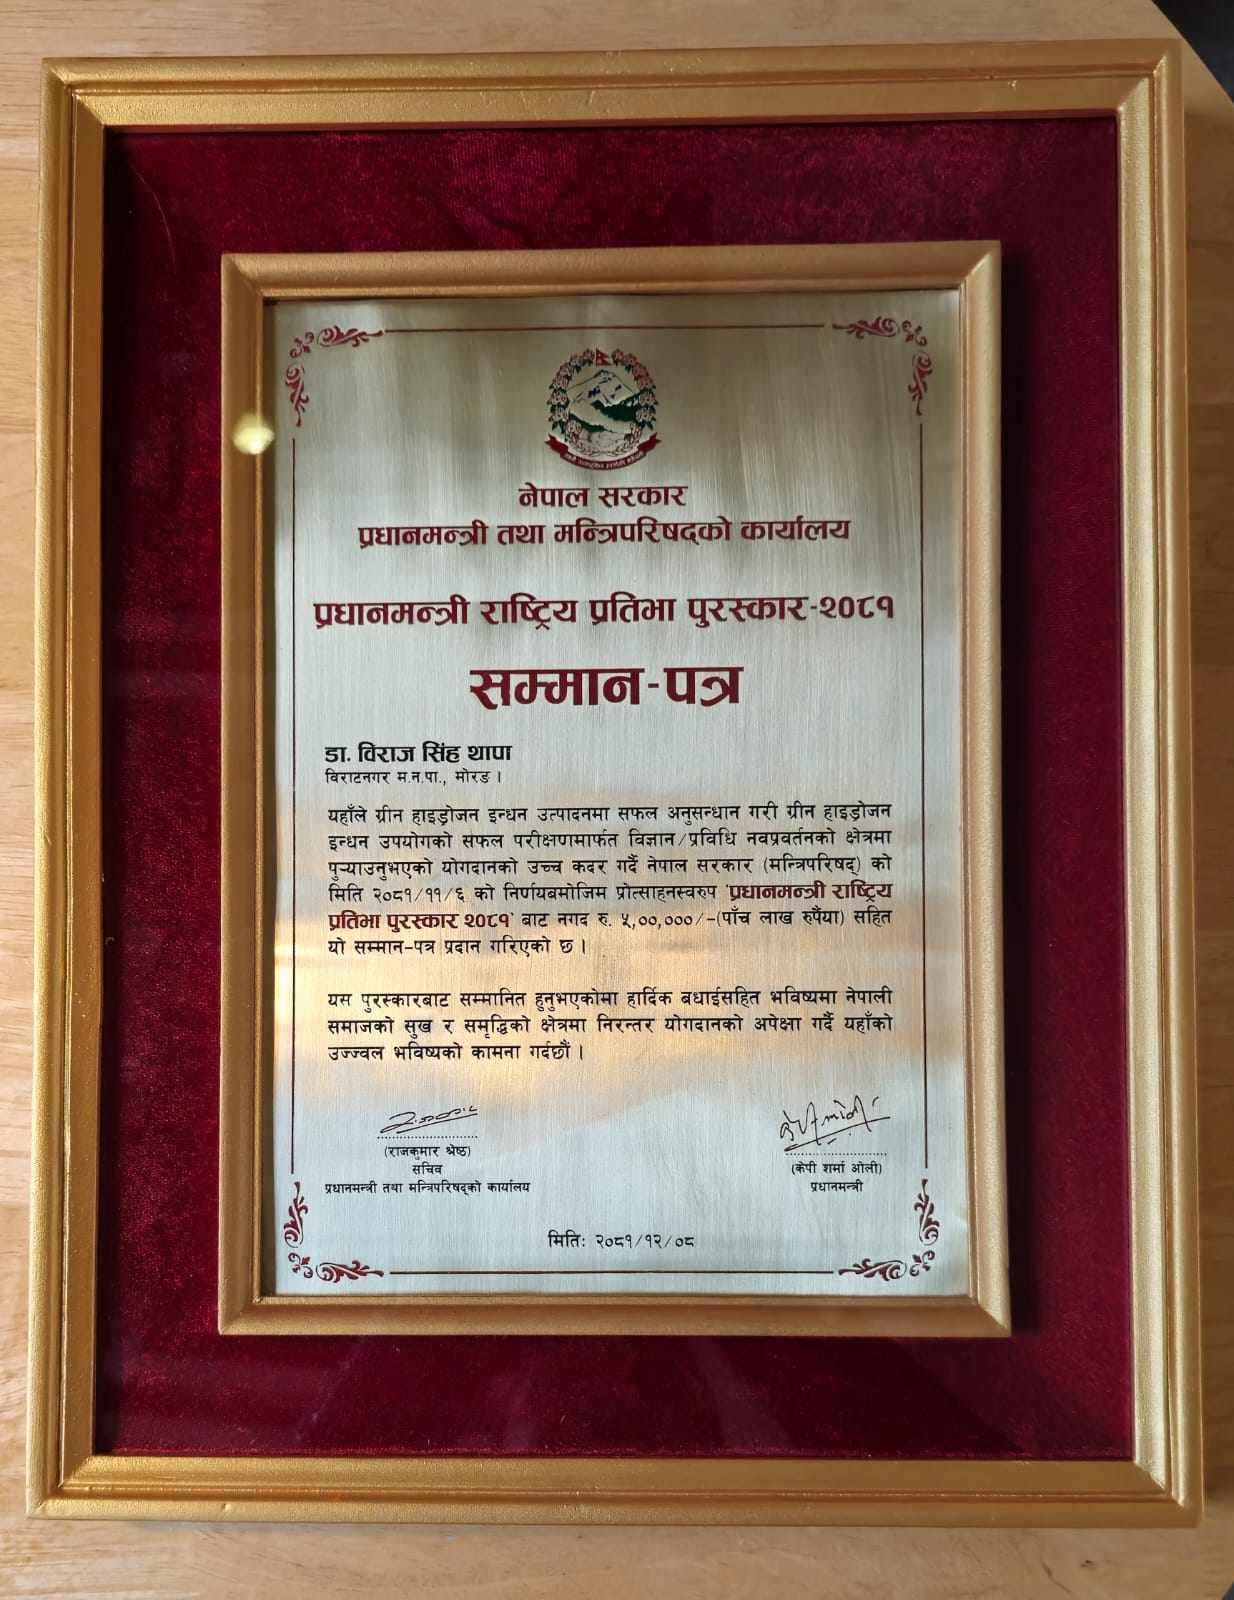 नेपाल सरकार
प्रधानमन्त्री तथा मन्त्रिपरिषद्को कार्यालय
प्रधानमन्त्री राष्ट्रिय प्रतिभा पुरस्कार-२०८१
सम्मान-पत्र
डा. विराज सिंह थापा
विराटनगर म.न.पा., मोरङ ।
यहाँले ग्रीन हाइड्रोजन इन्धन उत्पादनमा सफल अनुसन्धान गरी ग्रीन हाइड्रोजन
इन्धन उपयोगको सफल परीक्षणमार्फत विज्ञान/प्रविधि नवप्रवर्तनको क्षेत्रमा
पुऱ्याउनुभएको योगदानको उच्च कदर गर्दै नेपाल सरकार (मन्त्रिपरिषद्) को
मिति २०८१/११/६ को निर्णयबमोजिम प्रोत्साहनस्वरुप 'प्रधानमन्त्री राष्ट्रिय
प्रतिभा पुरस्कार २०८१' बाट नगद रु. ५,००,०००/-(पाँच लाख रुपैंया) सहित
यो सम्मान-पत्र प्रदान गरिएको छ ।
यस पुरस्कारबाट सम्मानित हुनुभएकोमा हार्दिक बधाईसहित भविष्यमा नेपाली
समाजको सुख र समृद्धिको क्षेत्रमा निरन्तर योगदानको अपेक्षा गर्दै यहाँको
उज्ज्वल भविष्यको कामना गर्दछौं ।
(राजकुमार श्रेष्ठ)
सचिव
प्रधानमन्त्री तथा मन्त्रिपरिषद्को कार्यालय
(केपी शर्मा ओली)
प्रधानमन्त्री
मितिः २०८१/१२/०८